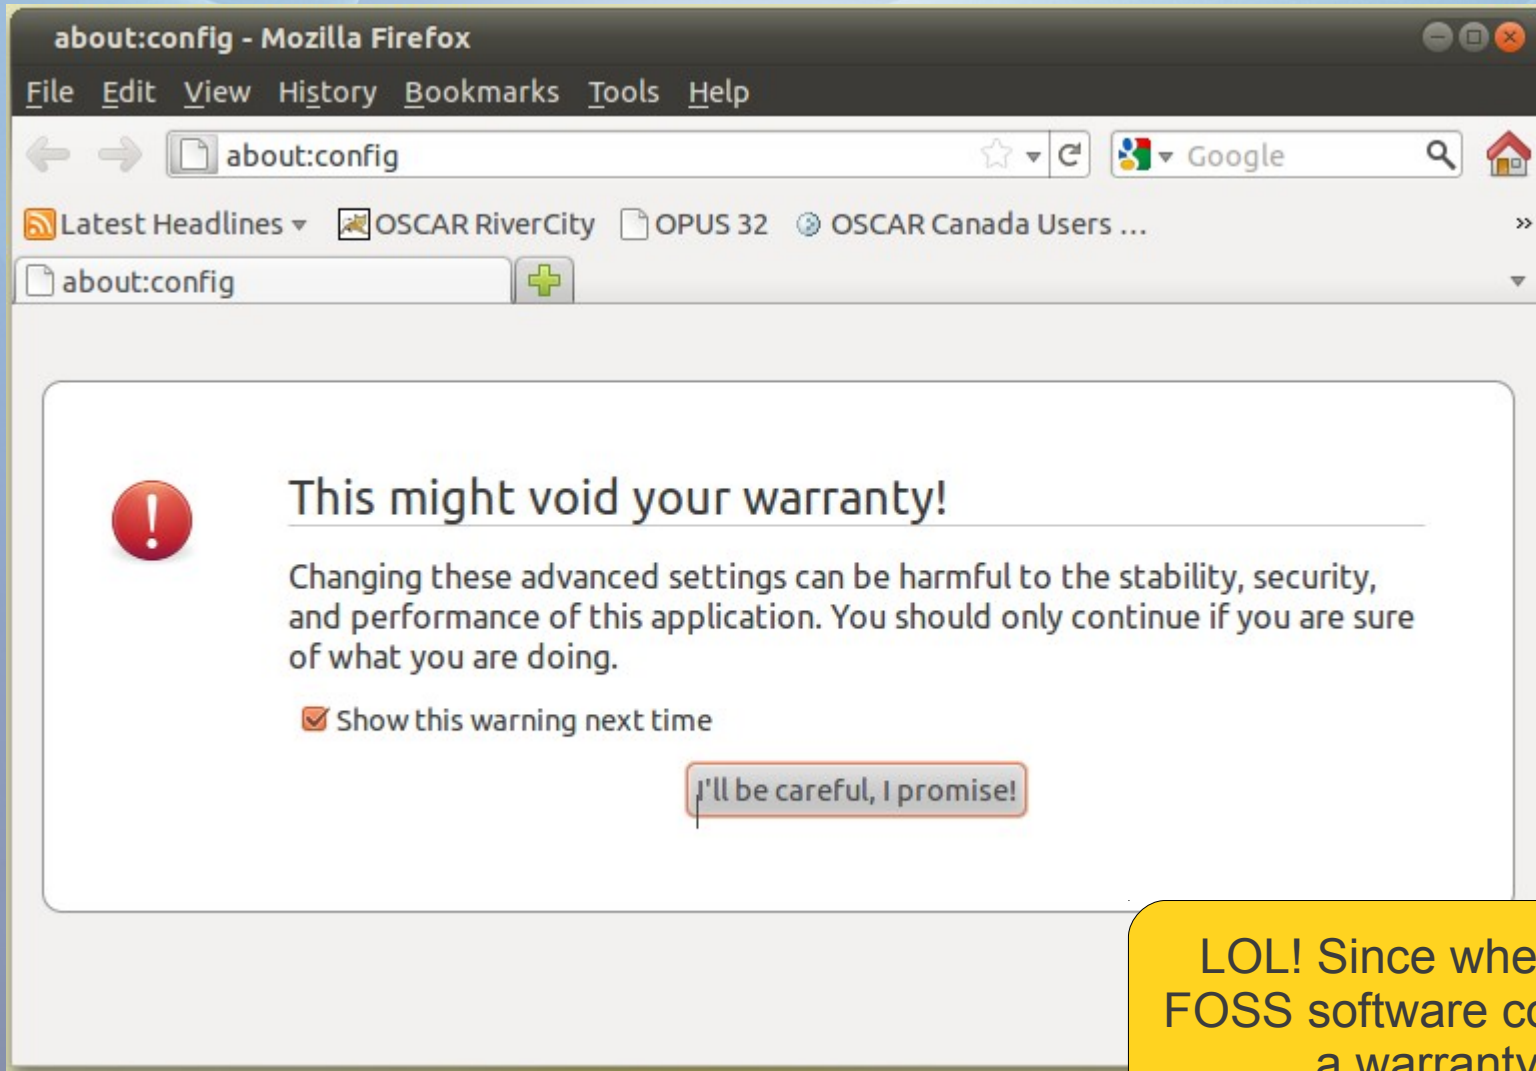 about:config - Mozilla Firefox
File Edit View History Bookmarks Tools Help
about:config
Google
Latest Headlines OSCAR RiverCity OPUS 32 OSCAR Canada Users ... »
about:config
This might void your warranty!
Changing these advanced settings can be harmful to the stability, security,
and performance of this application. You should only continue if you are sure
of what you are doing.
Show this warning next time
I'll be careful, I promise!
LOL! Since
FOSS software
a warranty